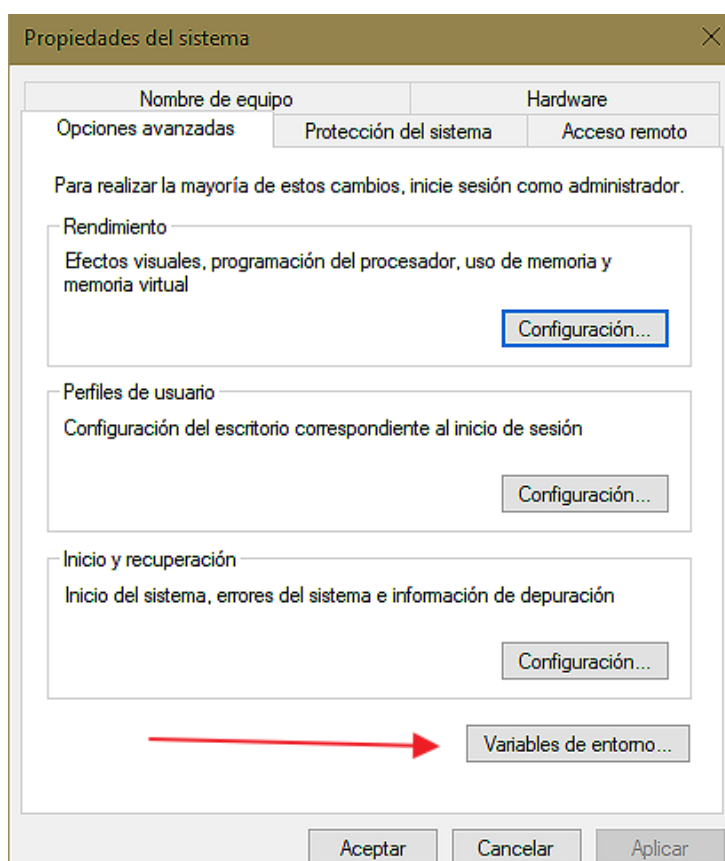 Propiedades del sistema
Nombre de equipo
Hardware
Opciones avanzadas
Protección del sistema
Acceso remoto
Para realizar la mayoría de estos cambios, inicie sesión como administrador.
Rendimiento
Efectos visuales, programación del procesador, uso de memoria y
memoria virtual
Configuración...
Perfiles de usuario
Configuración del escritorio correspondiente al inicio de sesión
Configuración...
Inicio y recuperación
Inicio del sistema, errores del sistema e información de depuración
Configuración...
Variables de entorno...
Aceptar
Cancelar
Aplicar